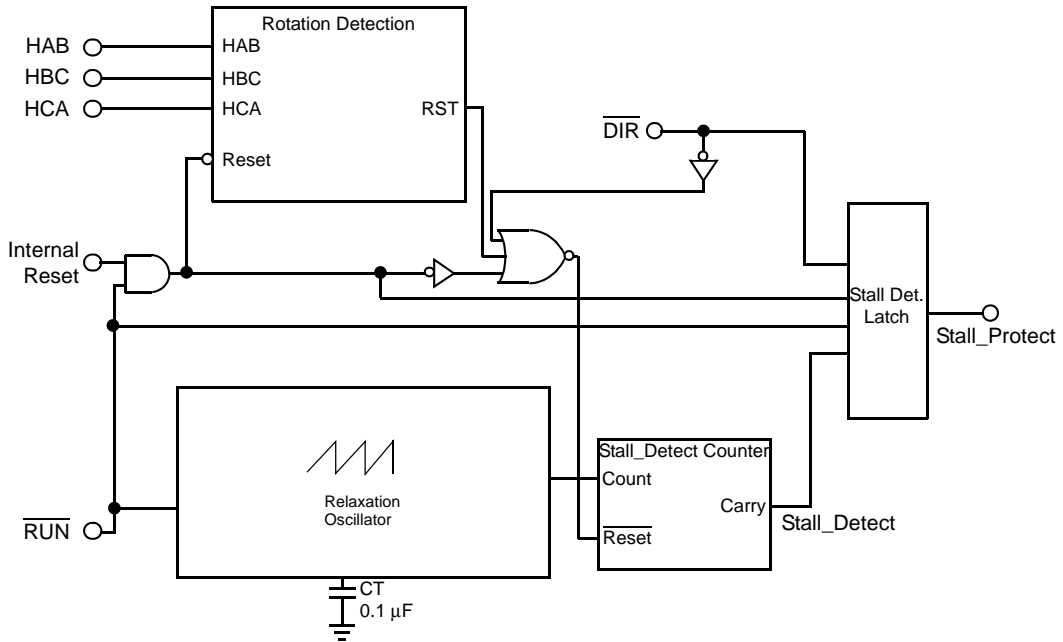 Rotation Detection
HAB
HBC
HCA
HAB
HBC
HCA
RST
Reset
DIR
Internal
Reset
Stall Det.
Latch
Stall_Protect
Relaxation
Oscillator
Stall_Detect Counter
Count
Carry
Reset
Stall_Detect
RUN
CT
0.1 μF